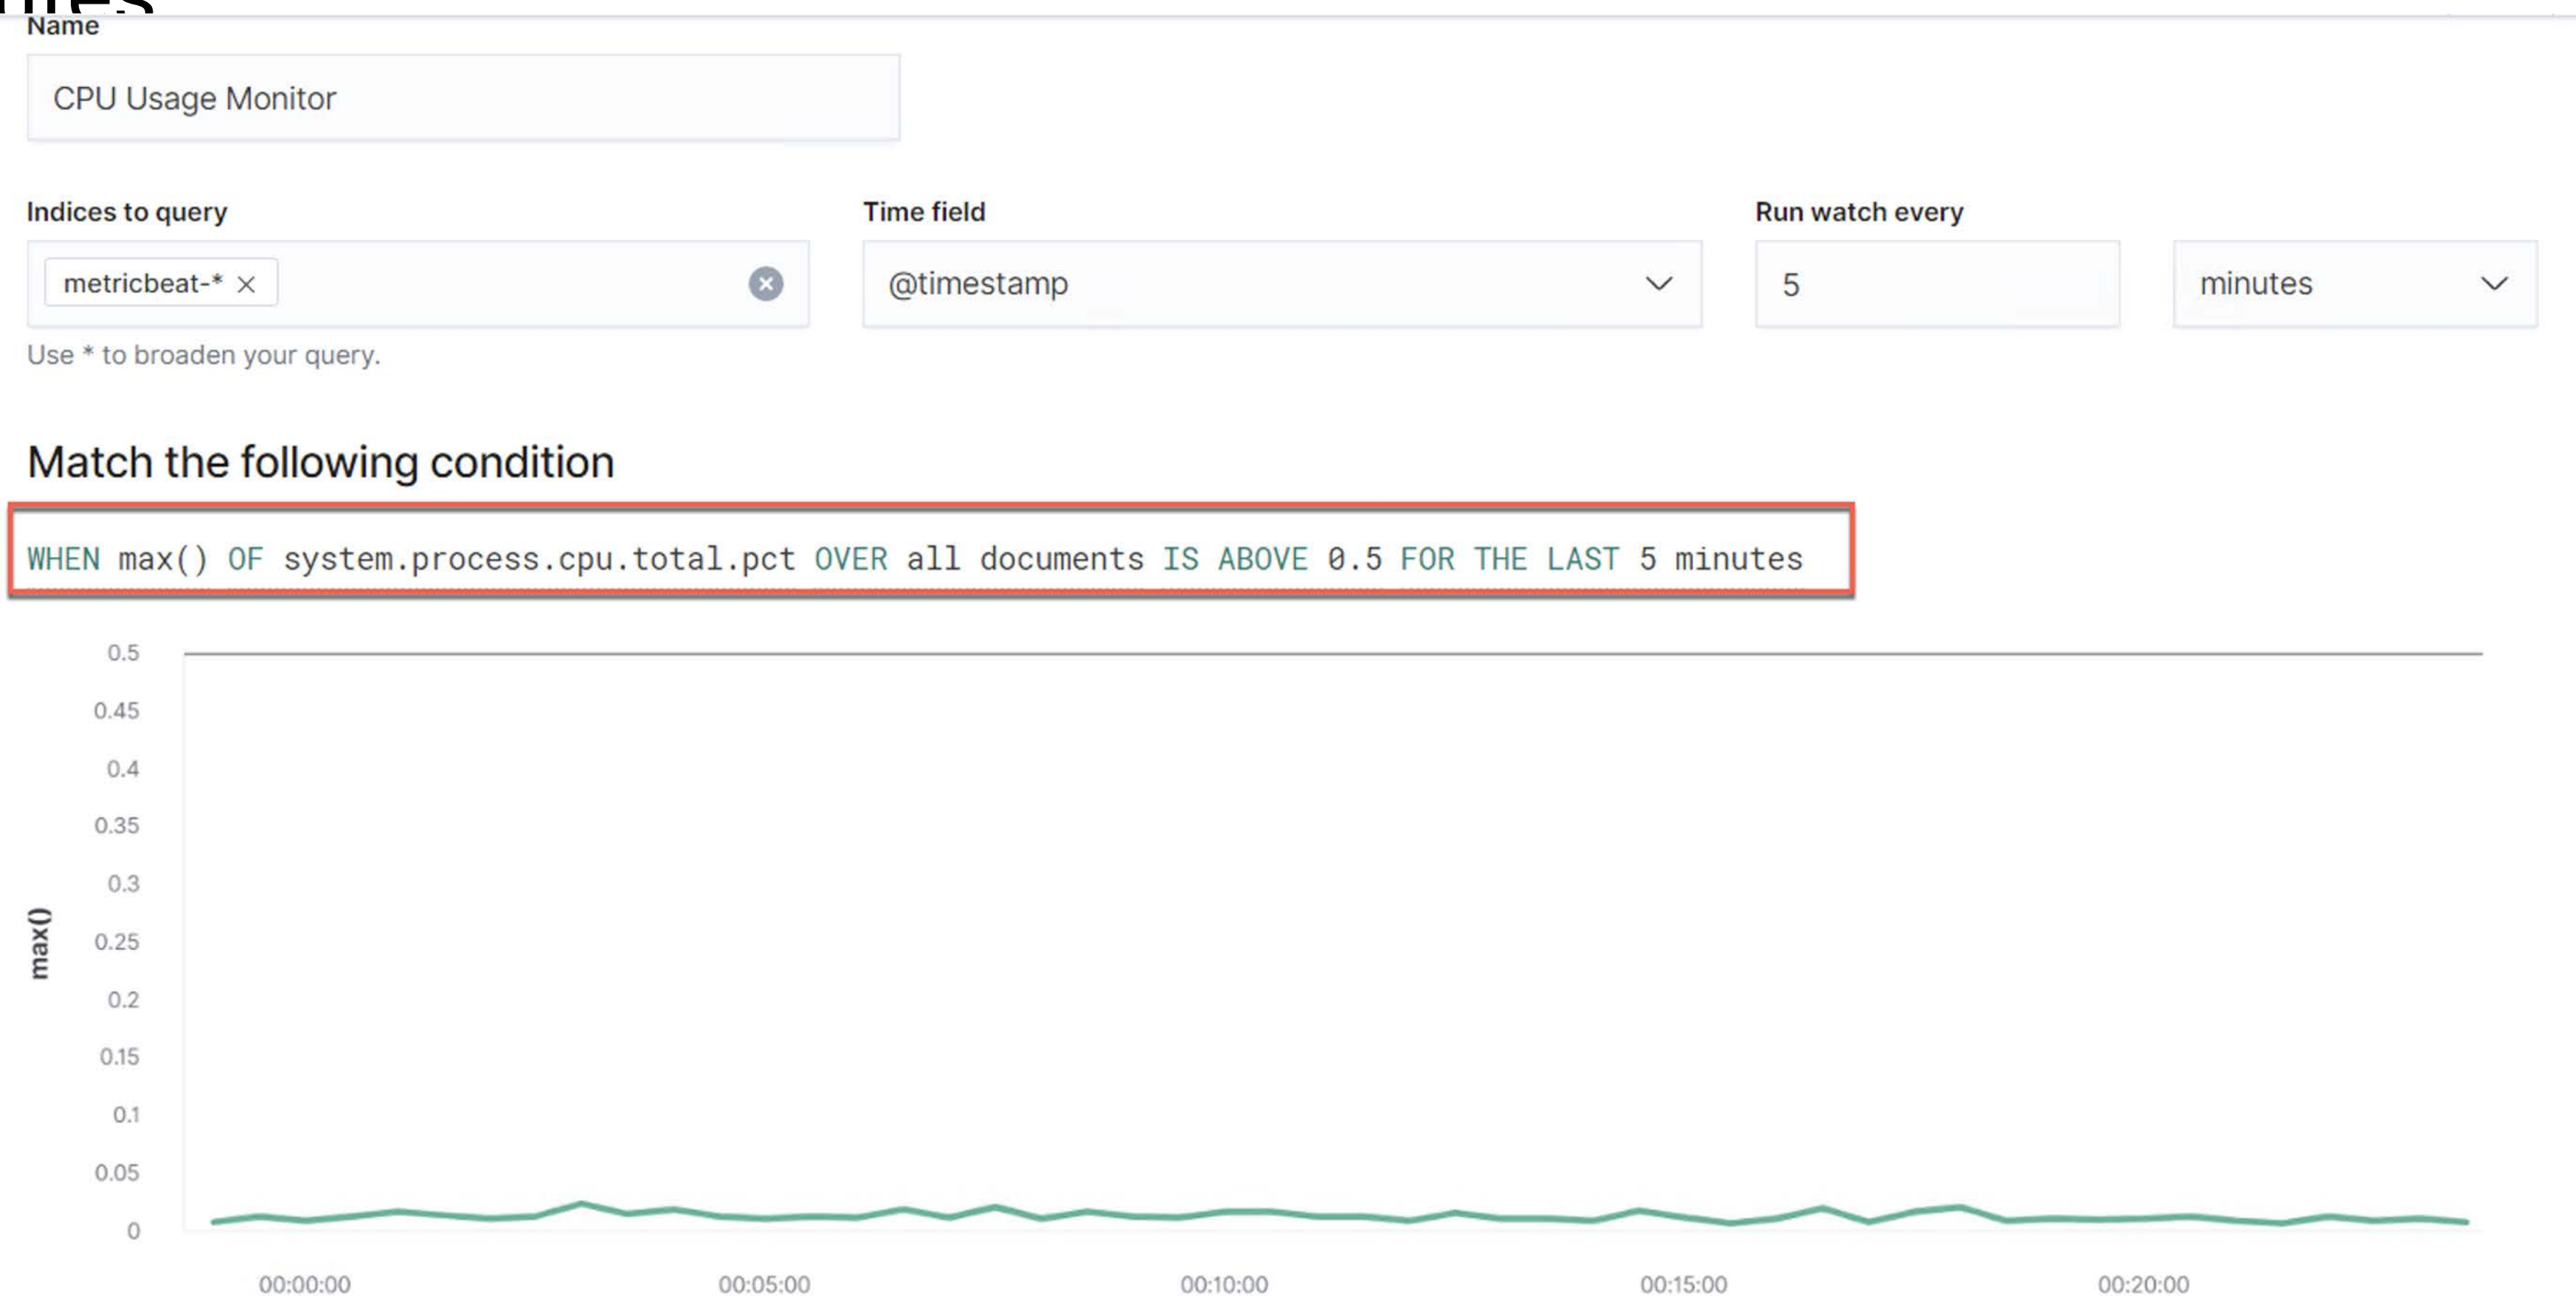 Name
CPU Usage Monitor
Indices to query Time field Run watch every
metricbeat-* @timestamp 5 minutes
Use * to broaden your query.
Match the following condition
WHEN max() OF system.process.cpu.total.pct OVER all documents IS ABOVE 0.5 FOR THE LAST 5 minutes
0.5
0.45
0.4
0.35
0.3
0.25
0.2
0.15
0.1
0.05
0
max()
00:00:00 00:05:00 00:10:00 00:15:00 00:20:00